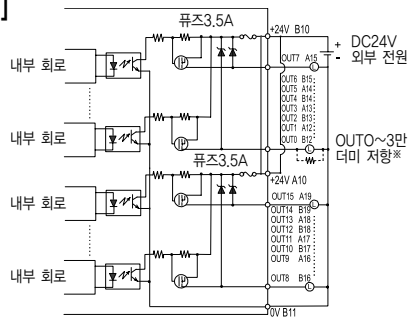 ]
퓨즈3.5A
+24V B10
+ DC24V
- 외부 전원
OUT7 A15
L
내부 회로
OUT6 B15
OUT5 A14
OUT4 B14
OUT3 A13
OUT2 B13
OUT1 A12
OUT0 B12
L
내부 회로
OUTO~3만
더미 저항※
퓨즈3.5A
+24V A10
내부 회로
OUT15 A19
L
OUT14 B19
OUT13 A18
OUT12 B18
OUT11 A17
OUT10 B17
OUT9 A16
내부 회로
OUT8 B16
L
0V B11